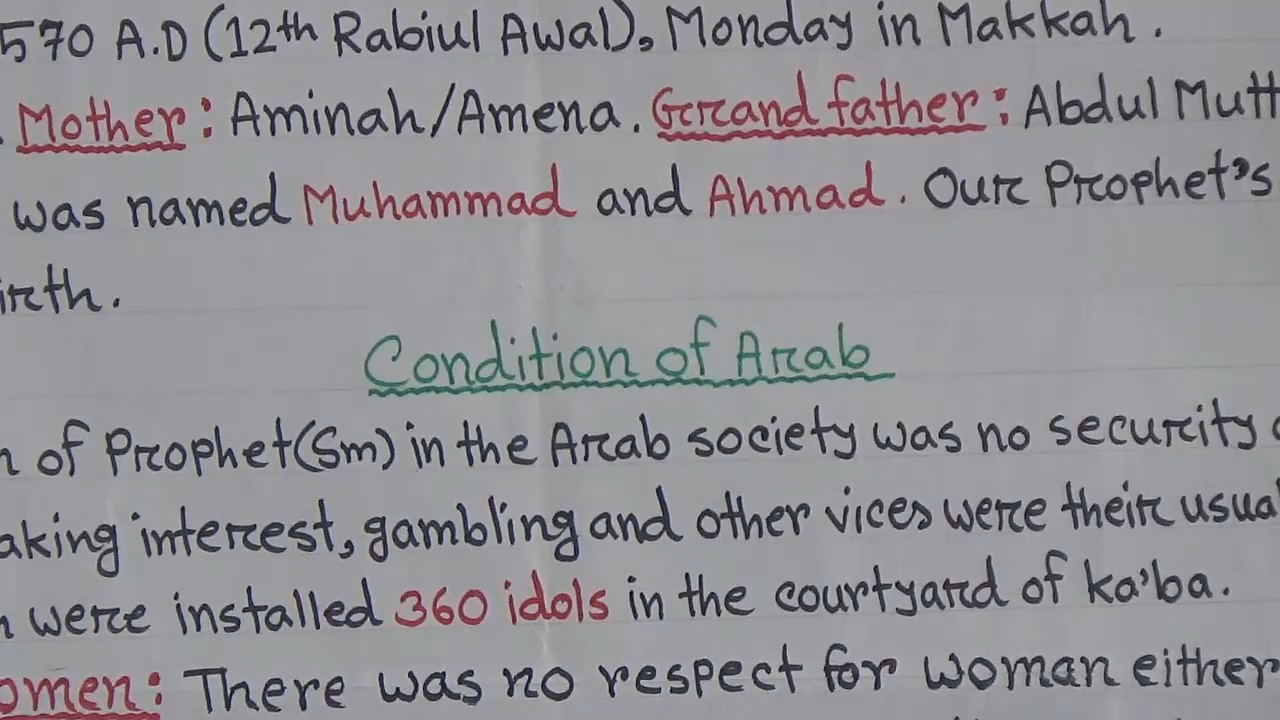 570 A.D (12th Rabiul Awal), Monday in Makkah.
. Mother: Aminah/Amena. Grand father: Abdul Mutt
was named Muhammad and Ahmad. Our Prophet's
irth.
Condition of Arab
of Prophet(Sm) in the Arab society was no security
aking interest, gambling and other vices were their usua
were installed 360 idols in the courtyard of ka'ba.
omen: There was no respect for woman either